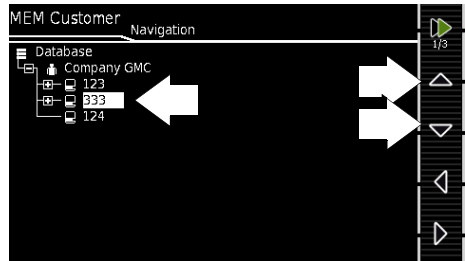 MEM Customer
Navigation
1/3
Database
Company GMC
123
333
124